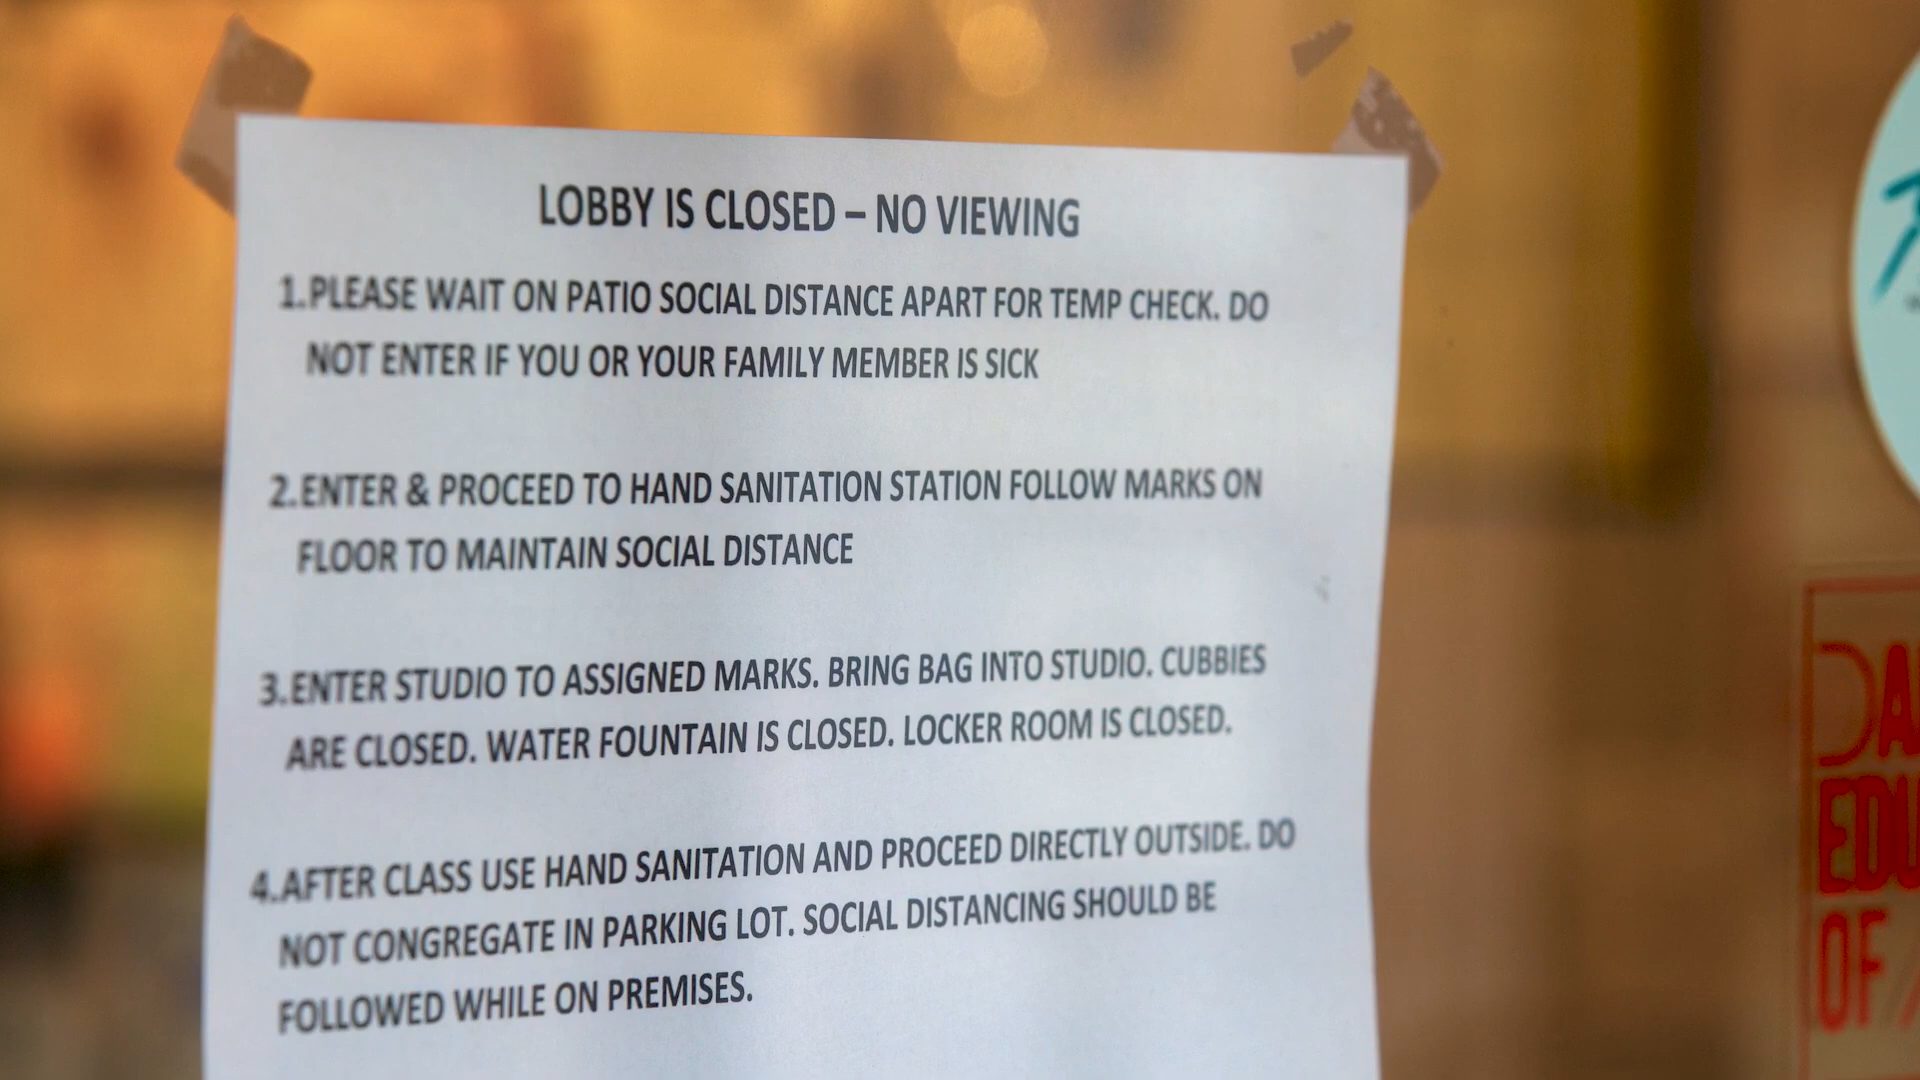 LOBBY IS CLOSED – NO VIEWING
1.PLEASE WAIT ON PATIO SOCIAL DISTANCE APART FOR TEMP CHECK. DO
NOT ENTER IF YOU OR YOUR FAMILY MEMBER IS SICK
2.ENTER & PROCEED TO HAND SANITATION STATION FOLLOW MARKS ON
FLOOR TO MAINTAIN SOCIAL DISTANCE
3.ENTER STUDIO TO ASSIGNED MARKS. BRING BAG INTO STUDIO. CUBBIES
ARE CLOSED. WATER FOUNTAIN IS CLOSED. LOCKER ROOM IS CLOSED.
4.AFTER CLASS USE HAND SANITATION AND PROCEED DIRECTLY OUTSIDE. DO
NOT CONGREGATE IN PARKING LOT. SOCIAL DISTANCING SHOULD BE
FOLLOWED WHILE ON PREMISES.
OF